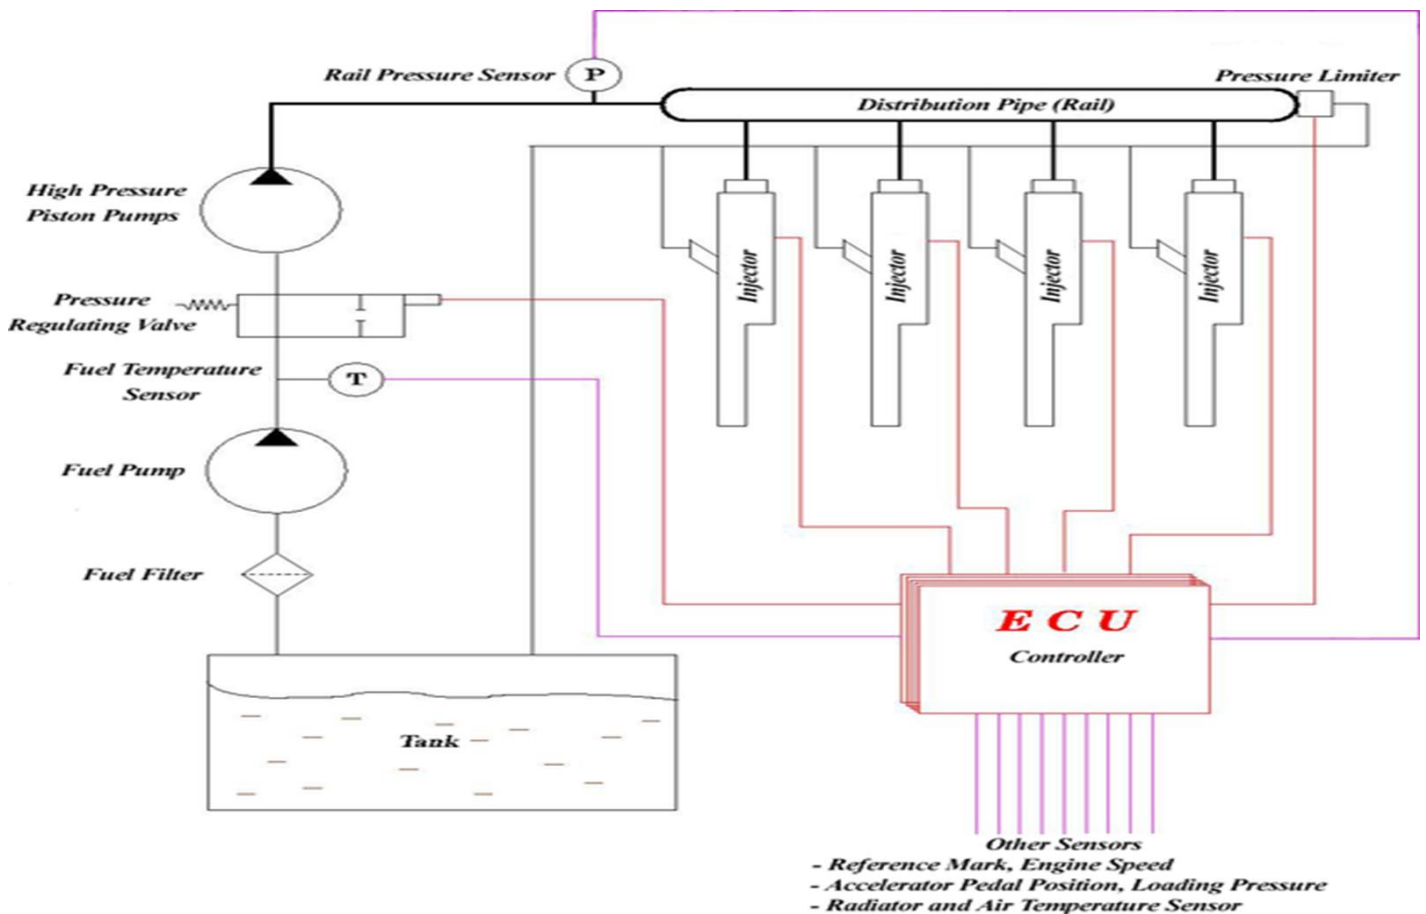 Rail Pressure Sensor
P
Pressure Limiter
Distribution Pipe (Rail)
High Pressure
Piston Pumps
Injector
Injector
Injector
Injector
Pressure
Regulating Valve
Fuel Temperature
Sensor
T
Fuel Pump
Fuel Filter
E C U
Controller
Tank
Other Sensors
- Reference Mark, Engine Speed
- Accelerator Pedal Position, Loading Pressure
- Radiator and Air Temperature Sensor